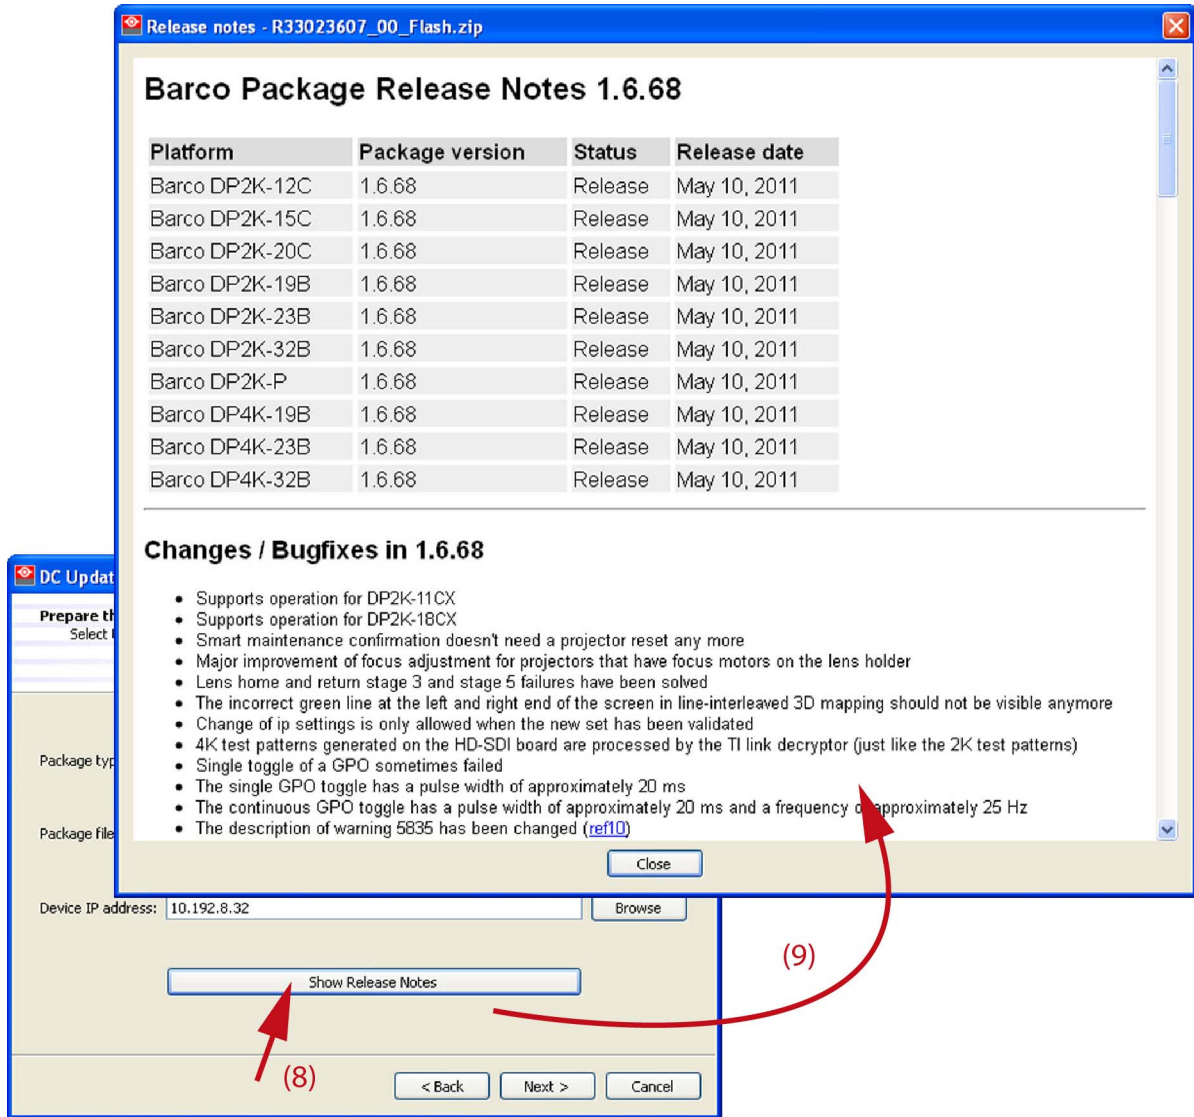 Release notes - R33023607_00_Flash.zip
Barco Package Release Notes 1.6.68
Platform Package version Status Release date
Barco DP2K-12C 1.6.68 Release May 10, 2011
Barco DP2K-15C 1.6.68 Release May 10, 2011
Barco DP2K-20C 1.6.68 Release May 10, 2011
Barco DP2K-19B 1.6.68 Release May 10, 2011
Barco DP2K-23B 1.6.68 Release May 10, 2011
Barco DP2K-32B 1.6.68 Release May 10, 2011
Barco DP2K-P 1.6.68 Release May 10, 2011
Barco DP4K-19B 1.6.68 Release May 10, 2011
Barco DP4K-23B 1.6.68 Release May 10, 2011
Barco DP4K-32B 1.6.68 Release May 10, 2011
Changes / Bugfixes in 1.6.68
• Supports operation for DP2K-11CX
• Supports operation for DP2K-18CX
• Smart maintenance confirmation doesn't need a projector reset any more
• Major improvement of focus adjustment for projectors that have focus motors on the lens holder
• Lens home and return stage 3 and stage 5 failures have been solved
• The incorrect green line at the left and right end of the screen in line-interleaved 3D mapping should not be visible anymore
• Change of ip settings is only allowed when the new set has been validated
• 4K test patterns generated on the HD-SDI board are processed by the TI link decryptor (just like the 2K test patterns)
• Single toggle of a GPO sometimes failed
• The single GPO toggle has a pulse width of approximately 20 ms
• The continuous GPO toggle has a pulse width of approximately 20 ms and a frequency of approximately 25 Hz
• The description of warning 5835 has been changed (ref10)
Close
DC Updat
Prepare th
Select
Package typ
Package file
Device IP address: 10.192.8.32 Browse
Show Release Notes
(9)
(8)
< Back Next > Cancel